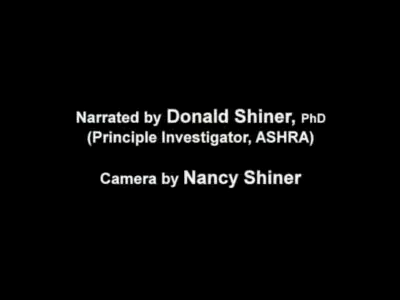 Narrated by Donald Shiner, PhD
(Principle Investigator, ASHRA)
Camera by Nancy Shiner